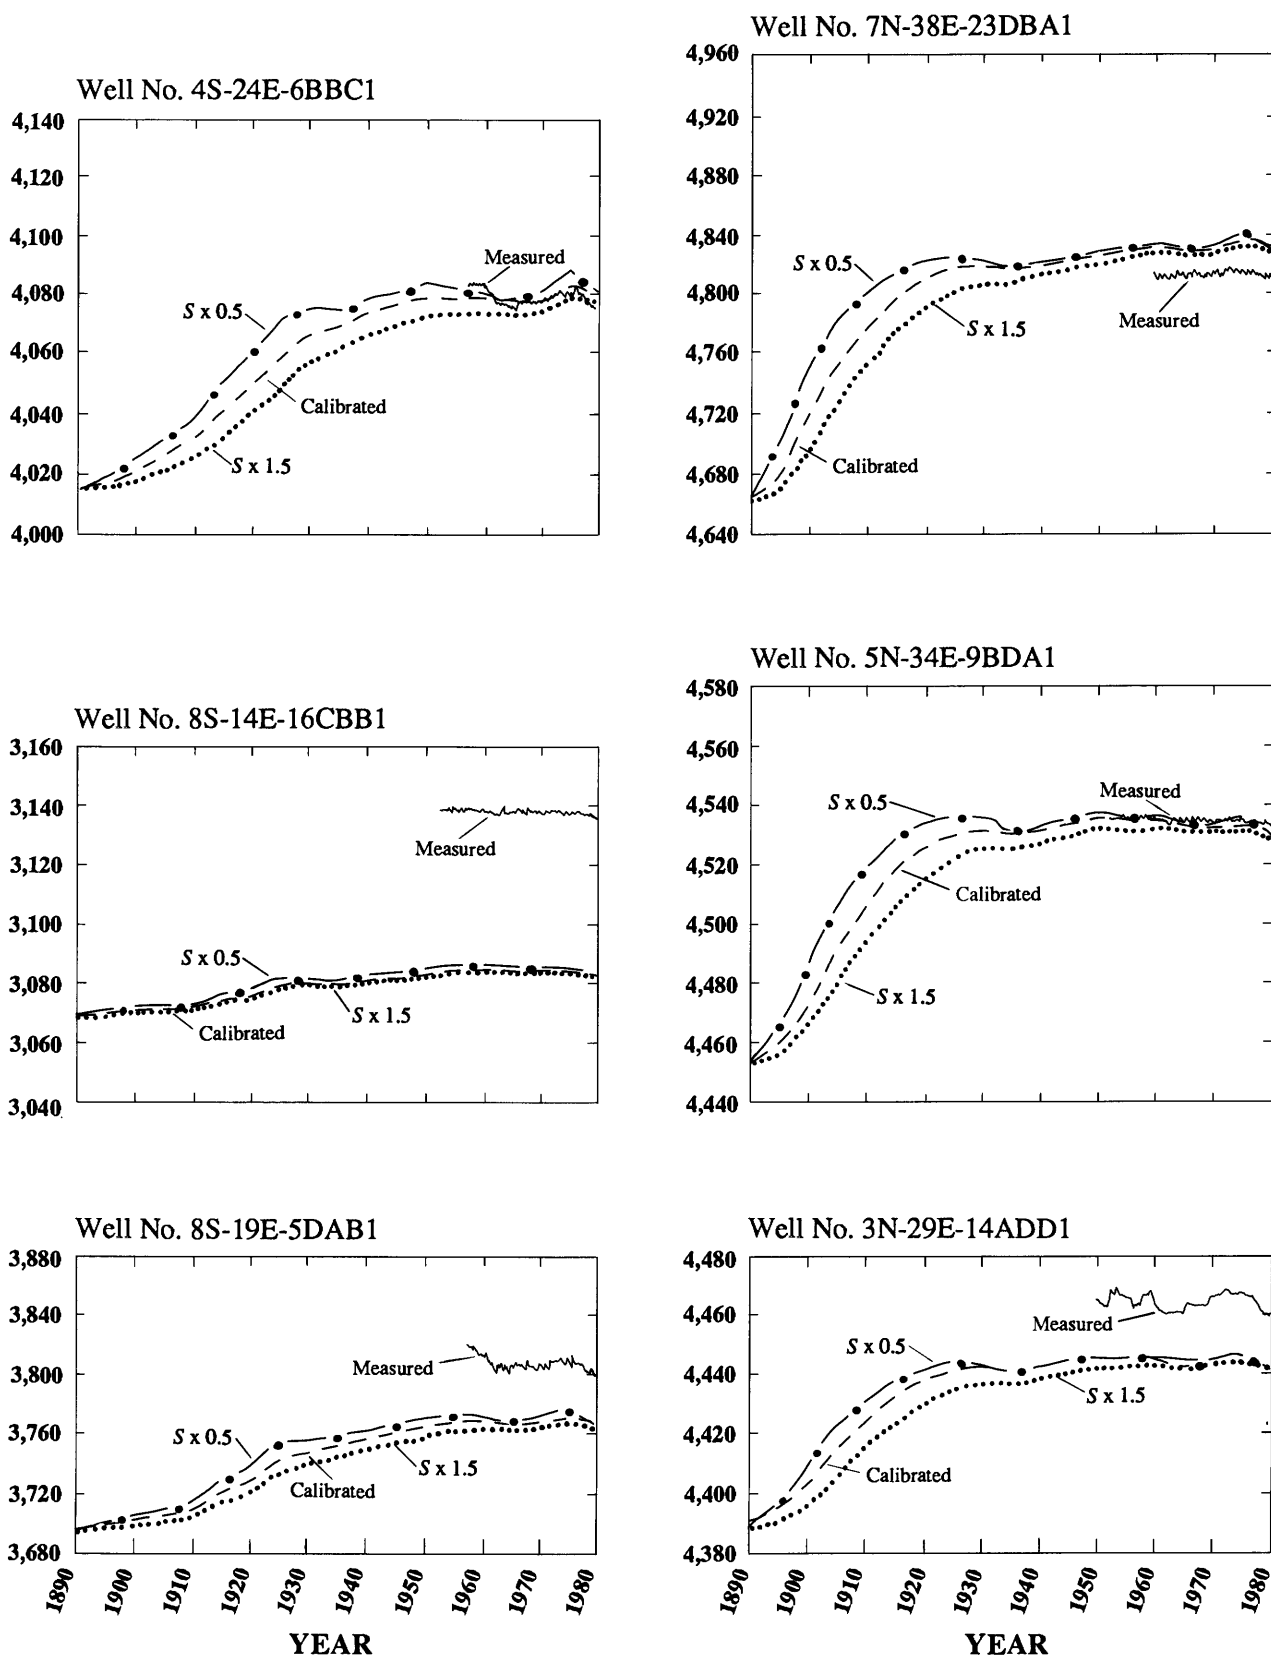 Well No. 4S-24E-6BBC1
4,140
4,120
4,100
4,080
4,060
4,040
4,020
4,000
Measured
S x 0.5
Calibrated
S x 1.5
Well No. 7N-38E-23DBA1
4,960
4,920
4,880
4,840
4,800
4,760
4,720
4,680
4,640
S x 0.5
S x 1.5
Measured
Calibrated
Well No. 8S-14E-16CBB1
3,160
3,140
3,120
3,100
3,080
3,060
3,040
Measured
S x 0.5
Calibrated
S x 1.5
Well No. 5N-34E-9BDA1
4,580
4,560
4,540
4,520
4,500
4,480
4,460
4,440
Measured
S x 0.5
Calibrated
S x 1.5
Well No. 8S-19E-5DAB1
3,880
3,840
3,800
3,760
3,720
3,680
Measured
S x 0.5
S x 1.5
Calibrated
1890 1900 1910 1920 1930 1940 1950 1960 1970 1980
YEAR
Well No. 3N-29E-14ADD1
4,480
4,460
4,440
4,420
4,400
4,380
Measured
S x 0.5
S x 1.5
Calibrated
1890 1900 1910 1920 1930 1940 1950 1960 1970 1980
YEAR